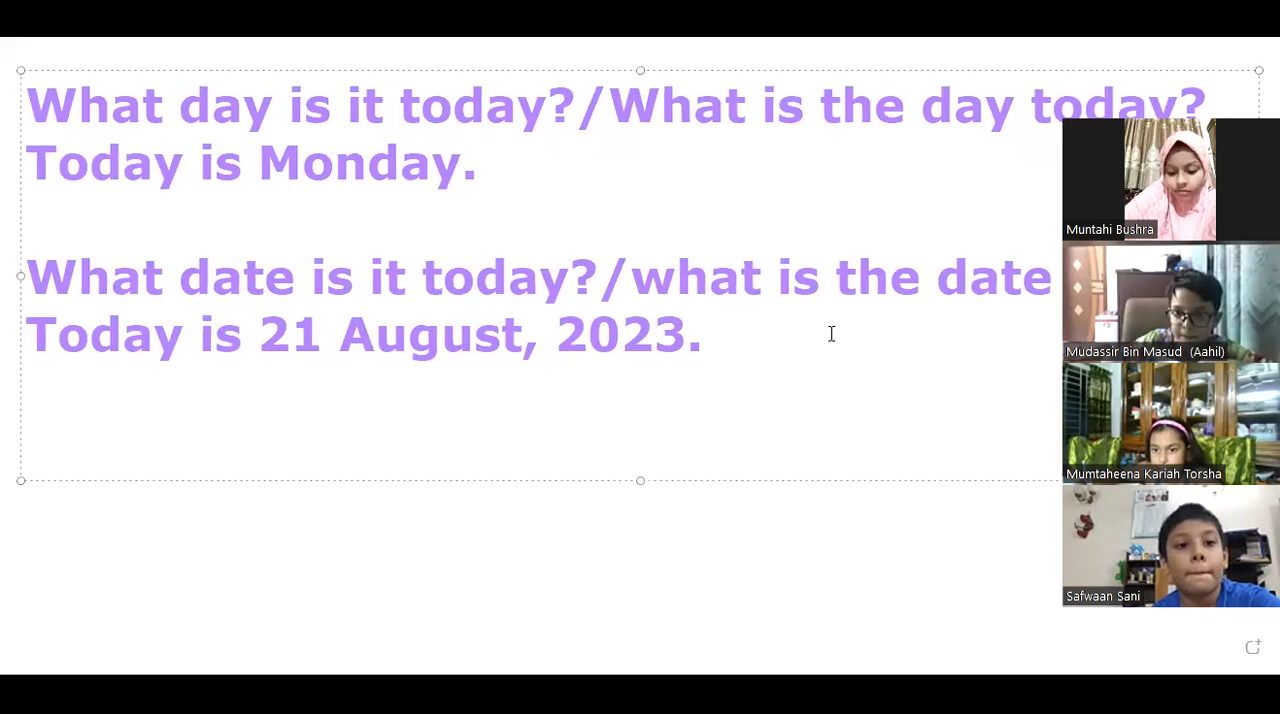 What day is it today?/What is the day today?
Today is Monday.
What date is it today?/what is the date
Today is 21 August, 2023.
Muntahi Bushra
Mudassir Bin Masud (Aahil)
Mumtaheena Kariah Torsha
Safwaan Sani